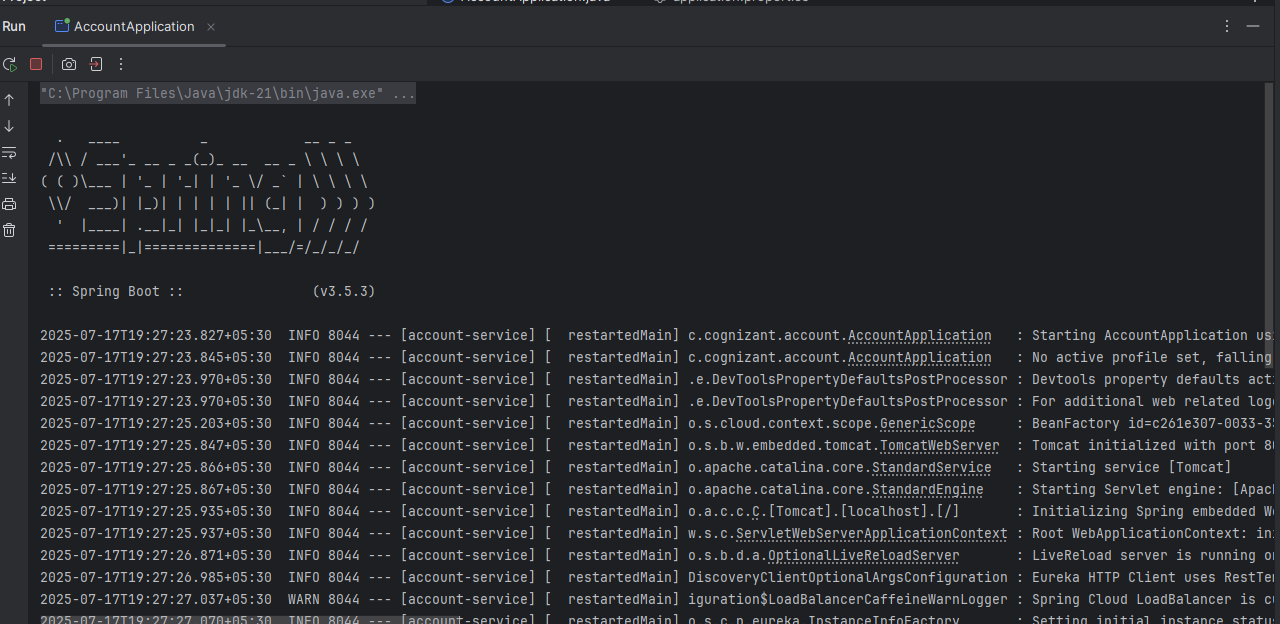 Run AccountApplication
"C:\Program Files\Java\jdk-21\bin\java.exe" ...
  .   ____          _            __ _ _
 /\\ / ___'_ __ _ _(_)_ __  __ _ \ \ \ \
( ( )\___ | '_ | '_| | '_ \/ _` | \ \ \ \
 \\/  ___)| |_)| | | | | || (_| |  ) ) ) )
  '  |____| .__|_| |_|_| |_\__, | / / / /
 =========|_|==============|___/=/_/_/_/
 :: Spring Boot ::                (v3.5.3)
2025-07-17T19:27:23.827+05:30  INFO 8044 --- [account-service] [  restartedMain] c.cognizant.account.AccountApplication   : Starting AccountApplication
2025-07-17T19:27:23.845+05:30  INFO 8044 --- [account-service] [  restartedMain] c.cognizant.account.AccountApplication   : No active profile set, falling
2025-07-17T19:27:23.970+05:30  INFO 8044 --- [account-service] [  restartedMain] .e.DevToolsPropertyDefaultsPostProcessor : Devtools property defaults
2025-07-17T19:27:23.970+05:30  INFO 8044 --- [account-service] [  restartedMain] .e.DevToolsPropertyDefaultsPostProcessor : For additional web related
2025-07-17T19:27:25.203+05:30  INFO 8044 --- [account-service] [  restartedMain] o.s.cloud.context.scope.GenericScope     : BeanFactory
2025-07-17T19:27:25.847+05:30  INFO 8044 --- [account-service] [  restartedMain] o.s.b.w.embedded.tomcat.TomcatWebServer  : Tomcat initialized with port
2025-07-17T19:27:25.866+05:30  INFO 8044 --- [account-service] [  restartedMain] o.apache.catalina.core.StandardService   : Starting service [Tomcat]
2025-07-17T19:27:25.867+05:30  INFO 8044 --- [account-service] [  restartedMain] o.apache.catalina.core.StandardEngine    : Starting Servlet engine:
2025-07-17T19:27:25.935+05:30  INFO 8044 --- [account-service] [  restartedMain] o.a.c.c.C.[Tomcat].[localhost].[/]       : Initializing Spring embedded
2025-07-17T19:27:25.937+05:30  INFO 8044 --- [account-service] [  restartedMain] w.s.c.ServletWebServerApplicationContext : Root WebApplicationContext:
2025-07-17T19:27:26.871+05:30  INFO 8044 --- [account-service] [  restartedMain] o.s.b.d.a.OptionalLiveReloadServer       : LiveReload server is running
2025-07-17T19:27:26.985+05:30  INFO 8044 --- [account-service] [  restartedMain] DiscoveryClientOptionalArgsConfiguration : Eureka HTTP Client uses
2025-07-17T19:27:27.037+05:30  WARN 8044 --- [account-service] [  restartedMain] iguration$LoadBalancerCaffeineWarnLogger : Spring Cloud LoadBalancer is
2025-07-17T19:27:27.070+05:30  INFO 8044 --- [account-service] [  restartedMain] o.s.c.n.eureka.InstanceInfoFactory       : Setting initial instance